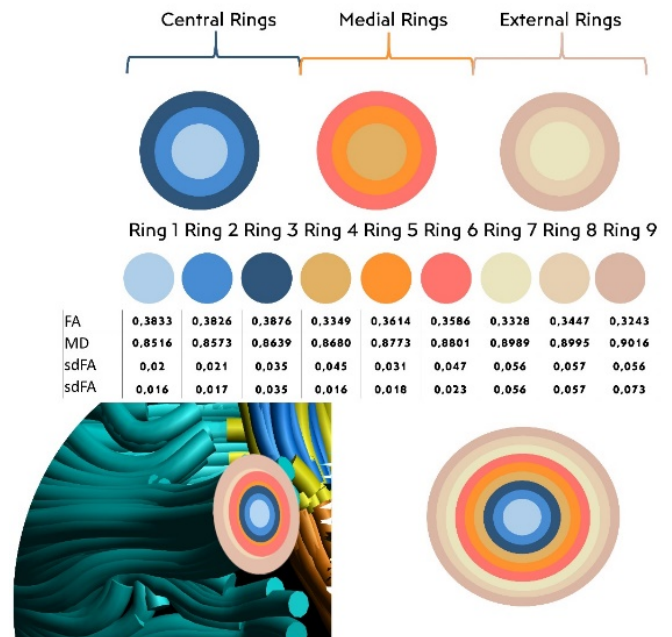 Central Rings Medial Rings External Rings
Ring 1 Ring 2 Ring 3 Ring 4 Ring 5 Ring 6 Ring 7 Ring 8 Ring 9
FA 0,3833 0,3826 0,3876 0,3349 0,3614 0,3586 0,3328 0,3447 0,3243
MD 0,8516 0,8573 0,8639 0,8680 0,8773 0,8801 0,8989 0,8995 0,9016
sdFA 0,02 0,021 0,035 0,045 0,031 0,047 0,056 0,057 0,056
sdFA 0,016 0,017 0,035 0,016 0,018 0,023 0,056 0,057 0,073